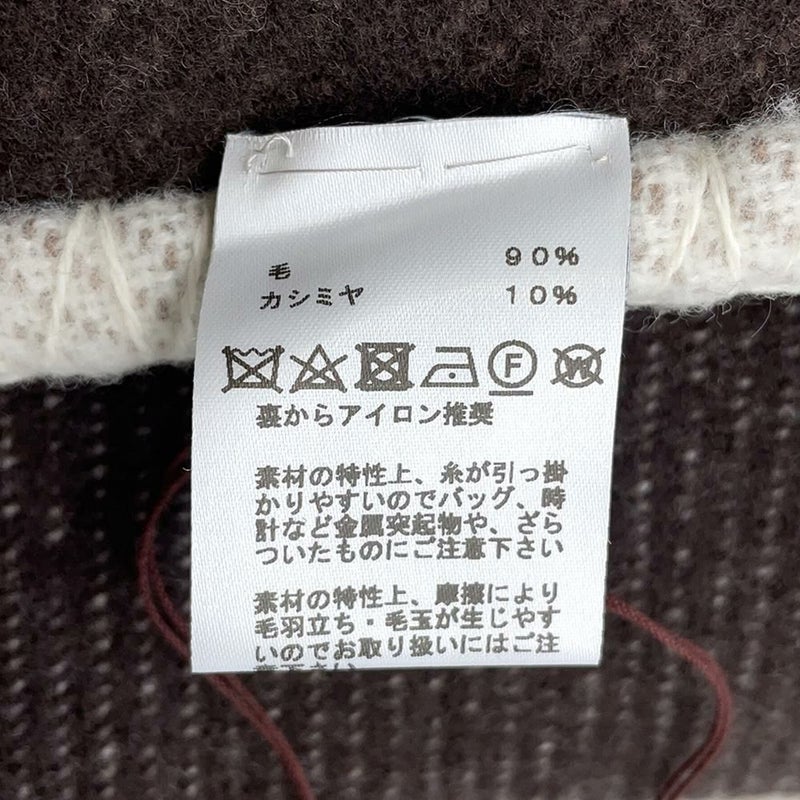 毛 90%
カシミヤ 10%
F W
裏からアイロン推奨
素材の特性上、糸が引っ掛
かりやすいのでバッグ、時
計など金属突起物や、ざら
ついたものにご注意下さい
素材の特性上、摩擦により
毛羽立ち・毛玉が生じやす
いのでお取り扱いにはご注